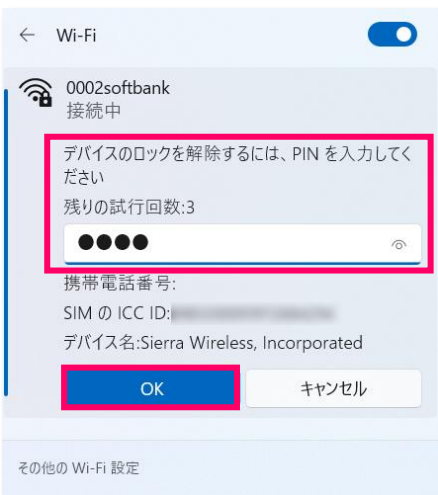 Wi-Fi
0002softbank
接続中
デバイスのロックを解除するには、PIN を入力してく
ださい
残りの試行回数:3
携帯電話番号:
SIM の ICC ID:
デバイス名:Sierra Wireless, Incorporated
OK
キャンセル
その他の Wi-Fi 設定